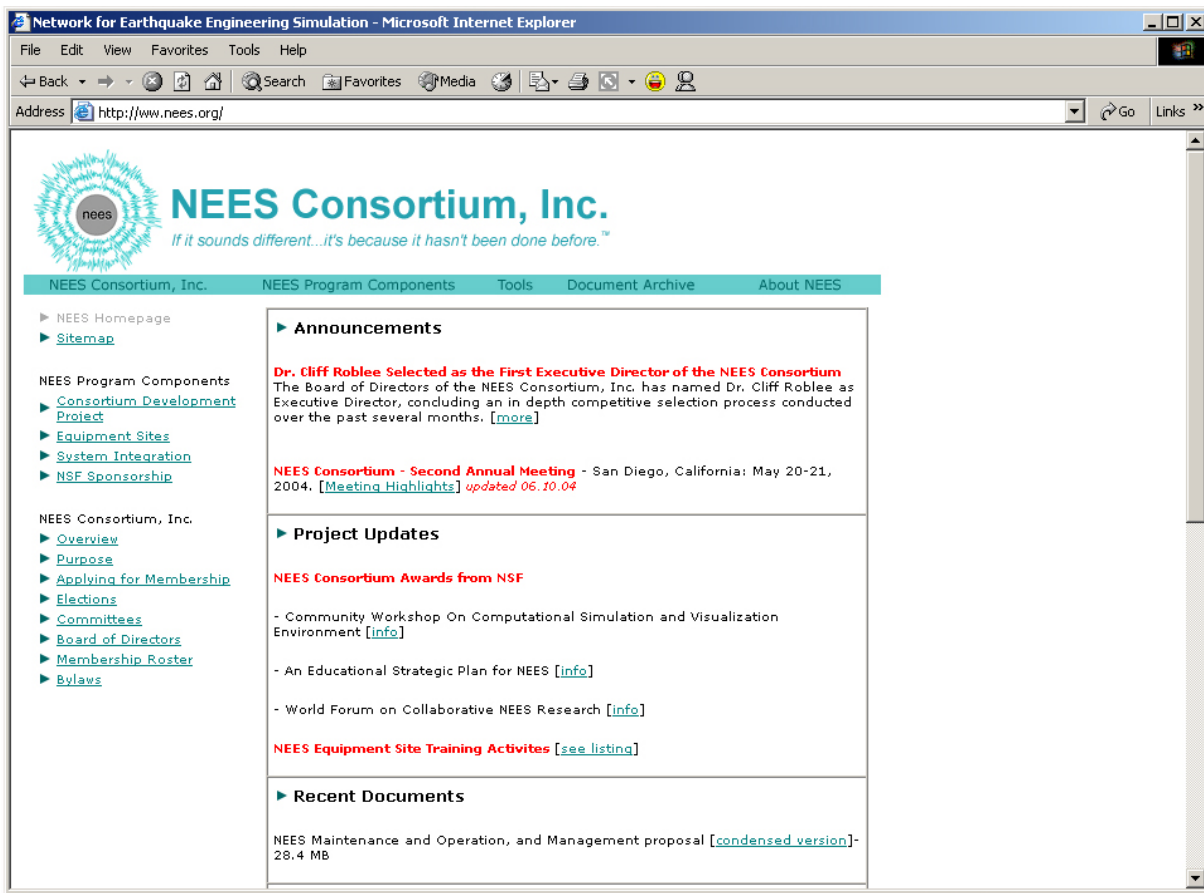 Network for Earthquake Engineering Simulation - Microsoft Internet Explorer
File Edit View Favorites Tools Help
Back Search Favorites Media
Address http://ww.nees.org/ Go Links »
nees
NEES Consortium, Inc.
If it sounds different...it's because it hasn't been done before.™
NEES Consortium, Inc. NEES Program Components Tools Document Archive About NEES
NEES Homepage
Sitemap
NEES Program Components
Consortium Development
Project
Equipment Sites
System Integration
NSF Sponsorship
NEES Consortium, Inc.
Overview
Purpose
Applying for Membership
Elections
Committees
Board of Directors
Membership Roster
Bylaws
Announcements
Dr. Cliff Roblee Selected as the First Executive Director of the NEES Consortium
The Board of Directors of the NEES Consortium, Inc. has named Dr. Cliff Roblee as
Executive Director, concluding an in depth competitive selection process conducted
over the past several months. [more]
NEES Consortium - Second Annual Meeting - San Diego, California: May 20-21,
2004. [Meeting Highlights] updated 06.10.04
Project Updates
NEES Consortium Awards from NSF
- Community Workshop On Computational Simulation and Visualization
Environment [info]
- An Educational Strategic Plan for NEES [info]
- World Forum on Collaborative NEES Research [info]
NEES Equipment Site Training Activites [see listing]
Recent Documents
NEES Maintenance and Operation, and Management proposal [condensed version]-
28.4 MB